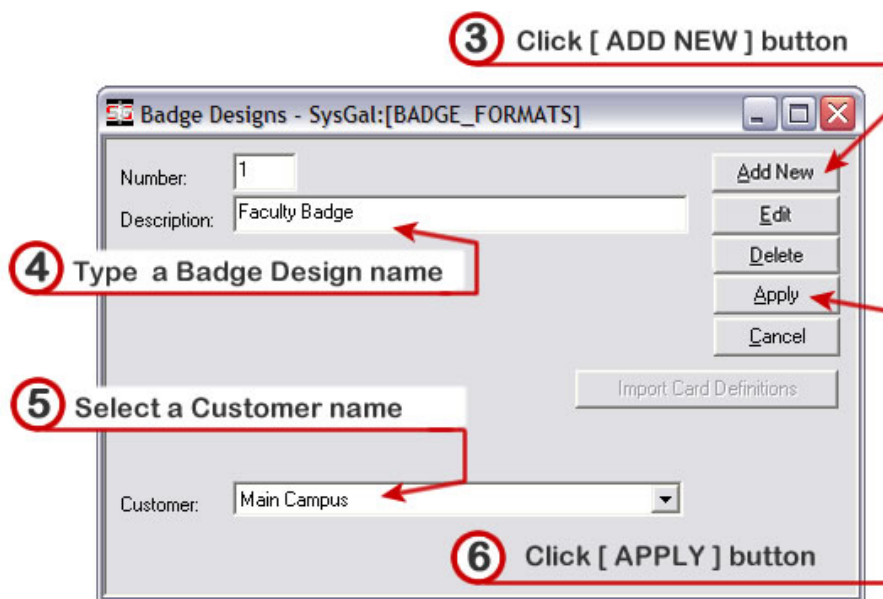 3 Click [ ADD NEW ] button
SG Badge Designs - SysGal:[BADGE_FORMATS]
Number: 1
Add New
Description: Faculty Badge
Edit
Delete
4 Type a Badge Design name
Apply
Cancel
Import Card Definitions
5 Select a Customer name
Customer: Main Campus
6 Click [ APPLY ] button